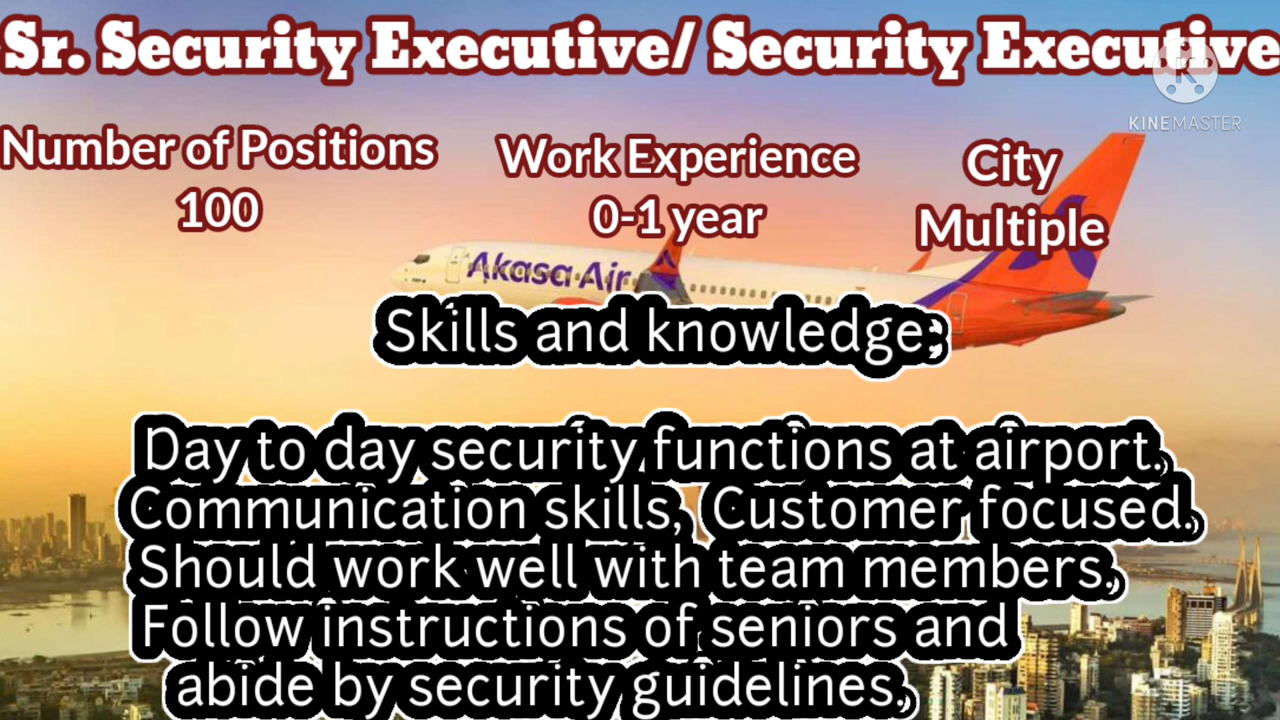 Sr. Security Executive/ Security Executive
KINEMASTER
Number of Positions
100
Work Experience
0-1 year
City
Multiple
Akasa Air
Skills and knowledge;
Day to day security functions at airport.
Communication skills, Customer focused.
Should work well with team members,
Follow instructions of seniors and
abide by security guidelines.